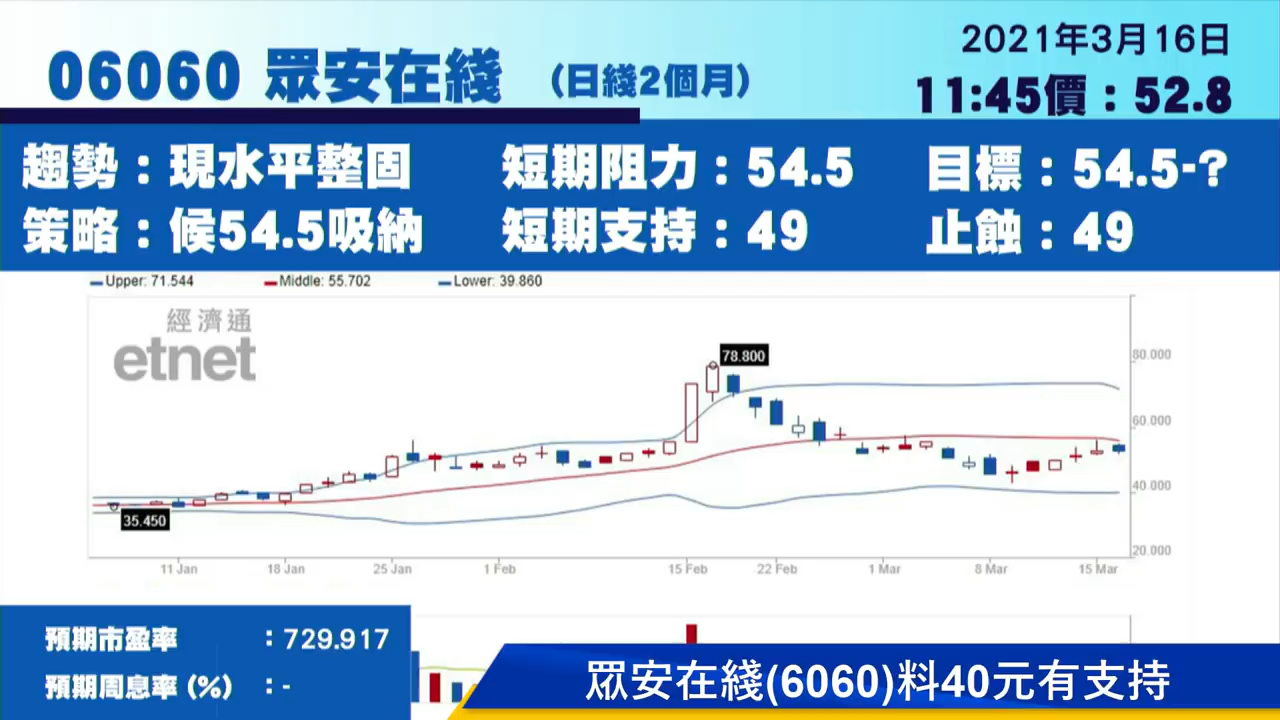 06060 眾安在綫 (日綫2個月)
2021年3月16日
11:45價：52.8
趨勢：現水平整固 短期阻力：54.5 目標：54.5-?
策略：候54.5吸納 短期支持：49 止蝕：49
Upper: 71.544 Middle: 55.702 Lower: 39.860
經濟通
etnet
78.800
35.450
80.000
60.000
40.000
20.000
11 Jan 18 Jan 25 Jan 1 Feb 15 Feb 22 Feb 1 Mar 8 Mar 15 Mar
預期市盈率 ：729.917
預期周息率 (%) ：-
眾安在綫(6060)料40元有支持